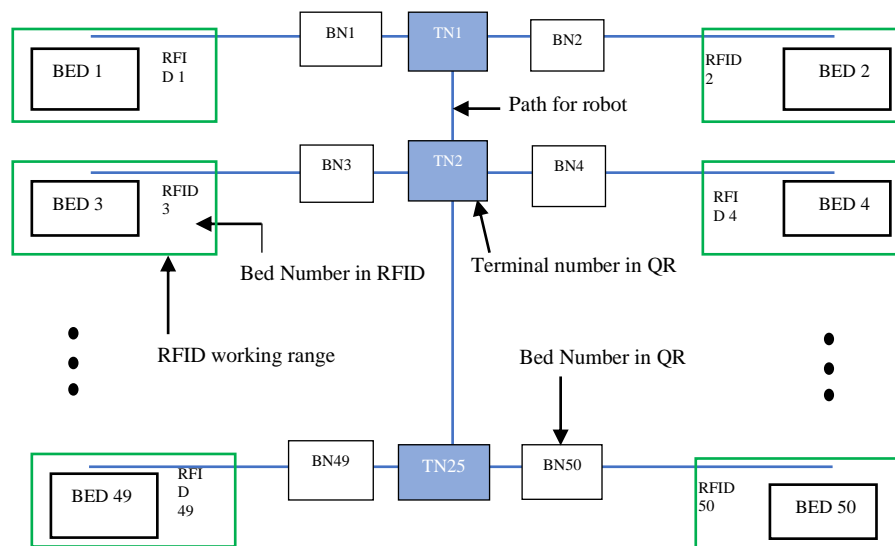 BED 1
RFI
D 1
BN1
TN1
BN2
RFID
2
BED 2
Path for robot
BED 3
RFID
3
BN3
TN2
BN4
RFI
D 4
BED 4
Bed Number in RFID
Terminal number in QR
RFID working range
Bed Number in QR
BED 49
RFI
D
49
BN49
TN25
BN50
RFID
50
BED 50